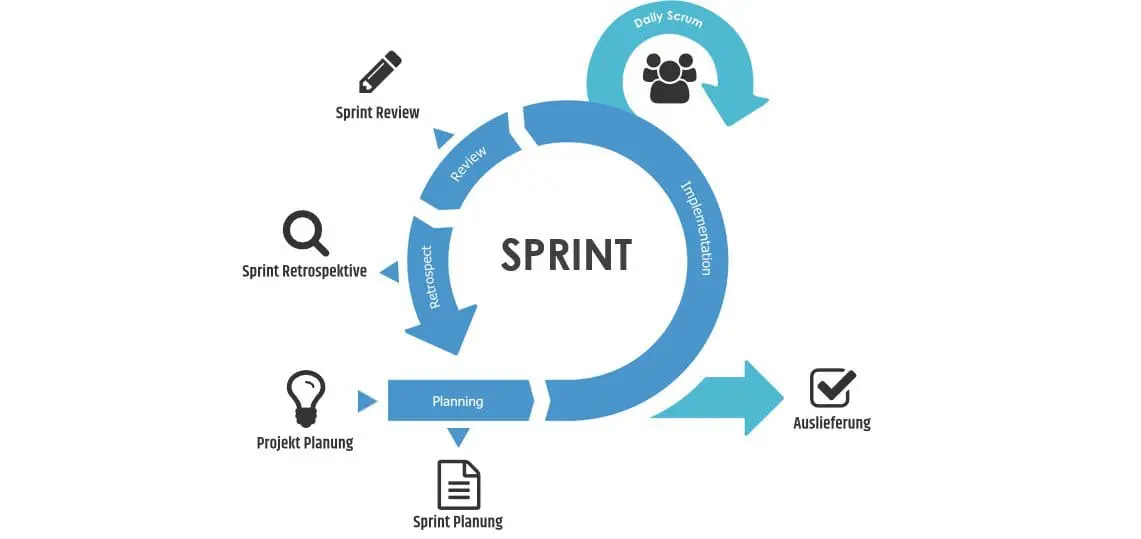 Daily Scrum
Sprint Review
Review
Implementation
SPRINT
Retrospect
Sprint Retrospektive
Planning
Projekt Planung
Auslieferung
Sprint Planung